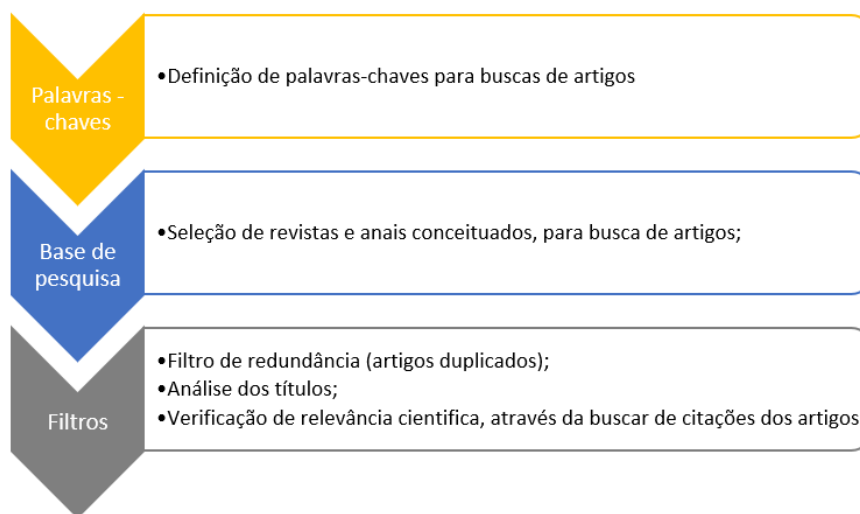 Palavras -
chaves
•Definição de palavras-chaves para buscas de artigos
Base de
pesquisa
•Seleção de revistas e anais conceituados, para busca de artigos;
Filtros
•Filtro de redundância (artigos duplicados);
•Análise dos títulos;
•Verificação de relevância cientifica, através da buscar de citações dos artigos